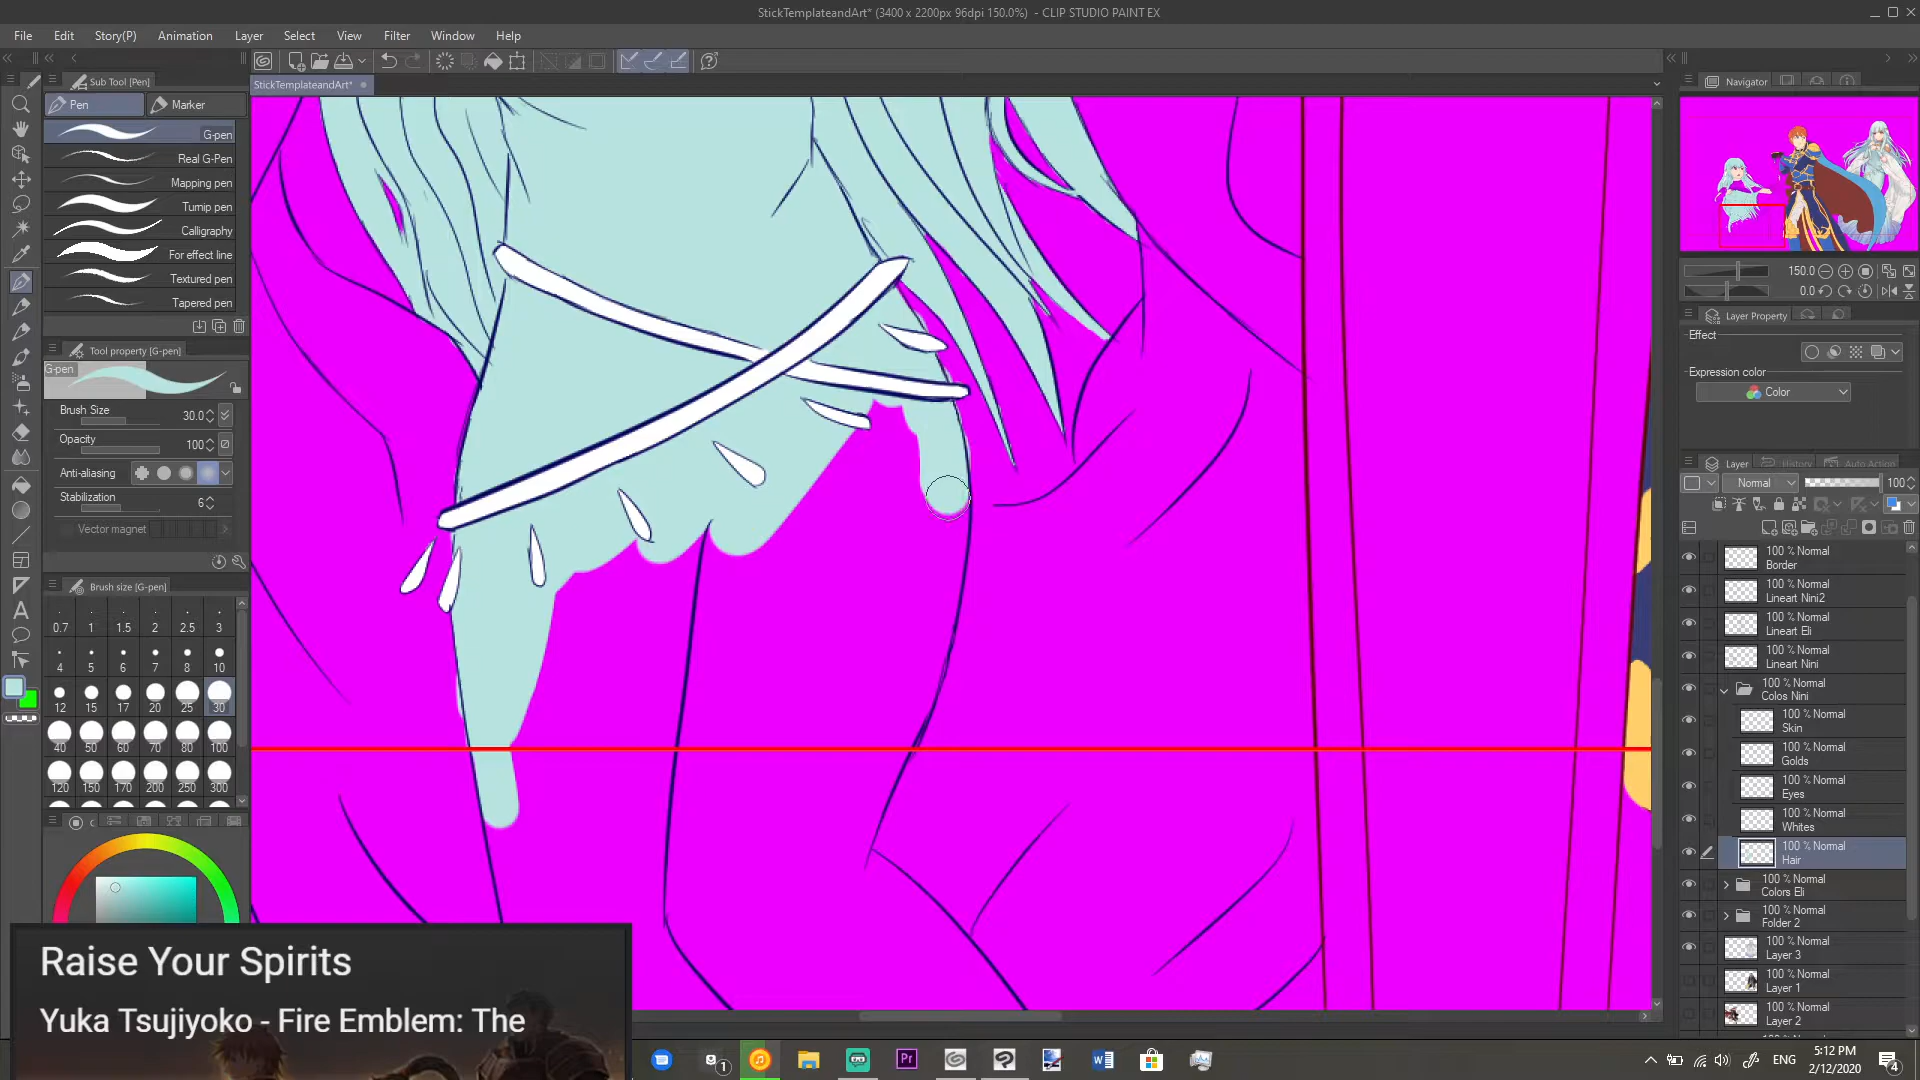 StickTemplateandArt* (3400 x 2200px 96dpi 150.0%) - CLIP STUDIO PAINT EX
File Edit Story(P) Animation Layer Select View Filter Window Help
Sub Tool [Pen]
StickTemplateandArt*
Navigator
Pen Marker
G-pen
Real G-Pen
Mapping pen
Turnip pen
Calligraphy
For effect line
Textured pen
Tapered pen
Tool property [G-pen]
G-pen
Brush Size 30.0
Opacity 100
Anti-aliasing
Stabilization 6
Vector magnet
Brush size [G-pen]
0.7 1 1.5 2 2.5 3
4 5 6 7 8 10
12 15 17 20 25 30
40 50 60 70 80 100
120 150 170 200 250 300
150.0
0.0
Layer Property
Effect
Expression color
Color
Layer History Auto Action
Normal 100
100 % Normal
Border
100 % Normal
Lineart Nini2
100 % Normal
Lineart Eli
100 % Normal
Lineart Nini
100 % Normal
Colos Nini
100 % Normal
Skin
100 % Normal
Golds
100 % Normal
Eyes
100 % Normal
Whites
100 % Normal
Hair
100 % Normal
Colors Eli
100 % Normal
Folder 2
100 % Normal
Layer 3
100 % Normal
Layer 1
100 % Normal
Layer 2
Raise Your Spirits
Yuka Tsujiyoko - Fire Emblem: The
1
Pr
ENG
5:12 PM
2/12/2020
4